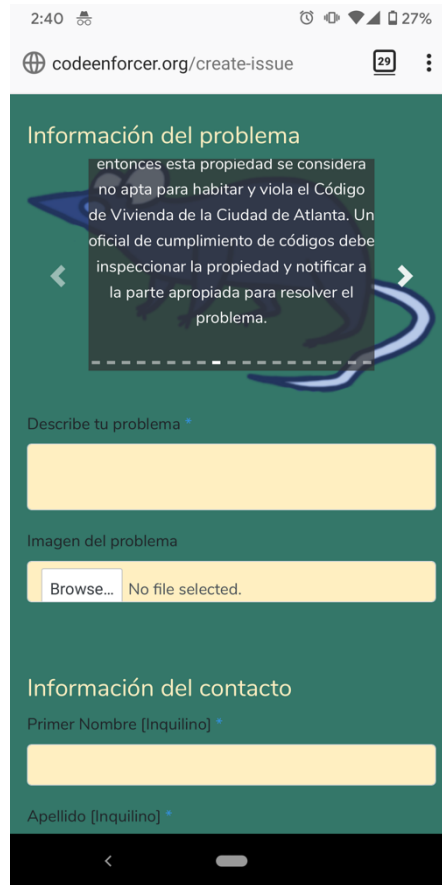 2:40 27%
codeenforcer.org/create-issue 29
Información del problema
entonces esta propiedad se considera
no apta para habitar y viola el Código
de Vivienda de la Ciudad de Atlanta. Un
oficial de cumplimiento de códigos debe
inspeccionar la propiedad y notificar a
la parte apropiada para resolver el
problema.
Describe tu problema *
Imagen del problema
Browse... No file selected.
Información del contacto
Primer Nombre [Inquilino] *
Apellido [Inquilino] *